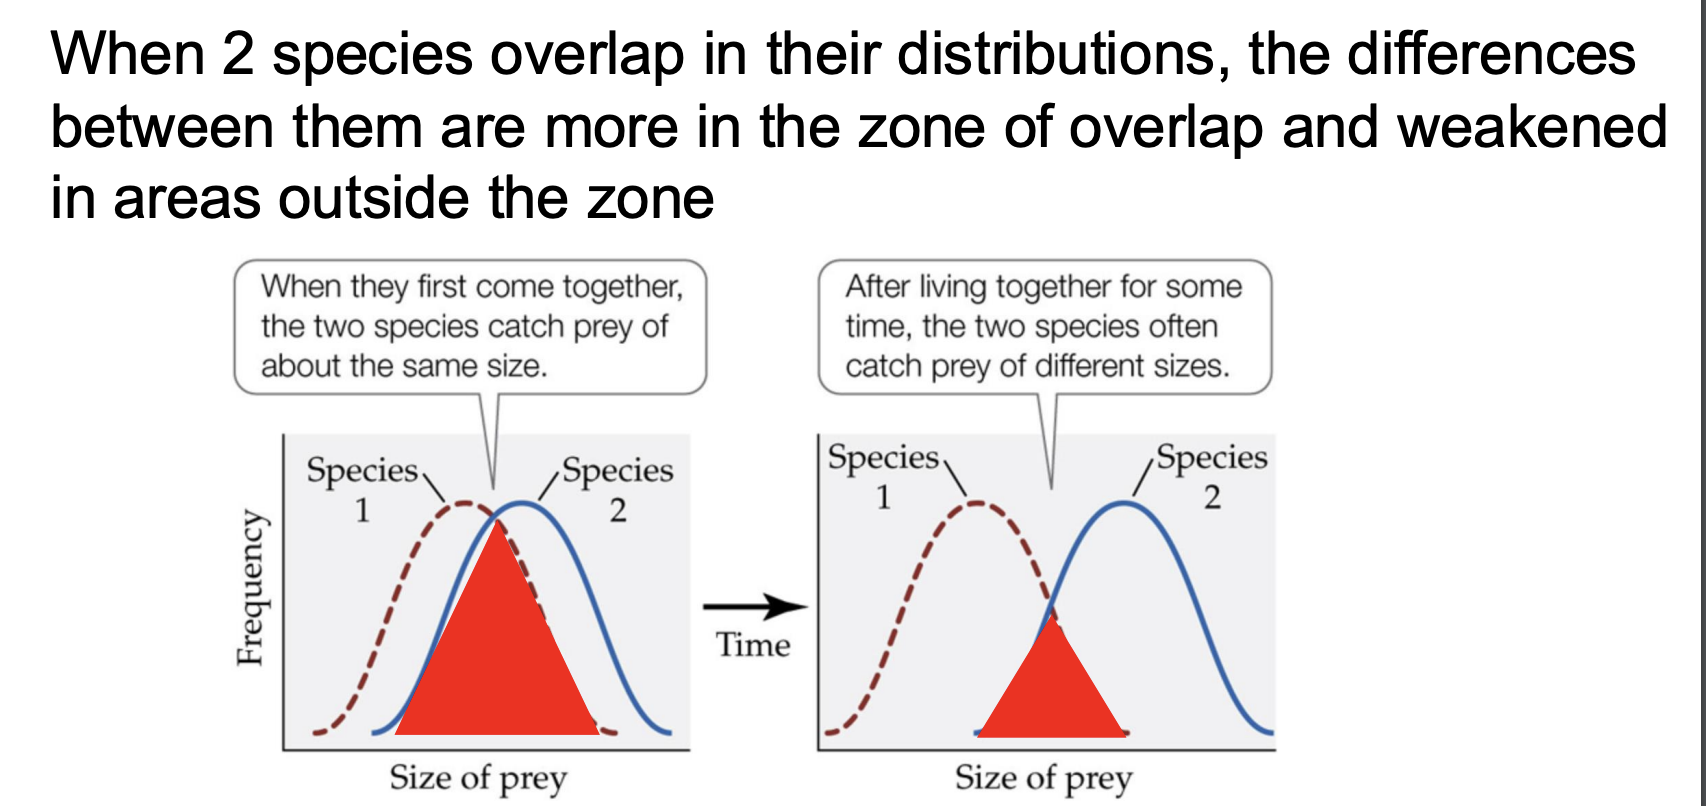 When 2 species overlap in their distributions, the differences
between them are more in the zone of overlap and weakened
in areas outside the zone
When they first come together,
the two species catch prey of
about the same size.
After living together for some
time, the two species often
catch prey of different sizes.
Species
1
Species
2
Frequency
Size of prey
Time
Species
1
Species
2
Size of prey